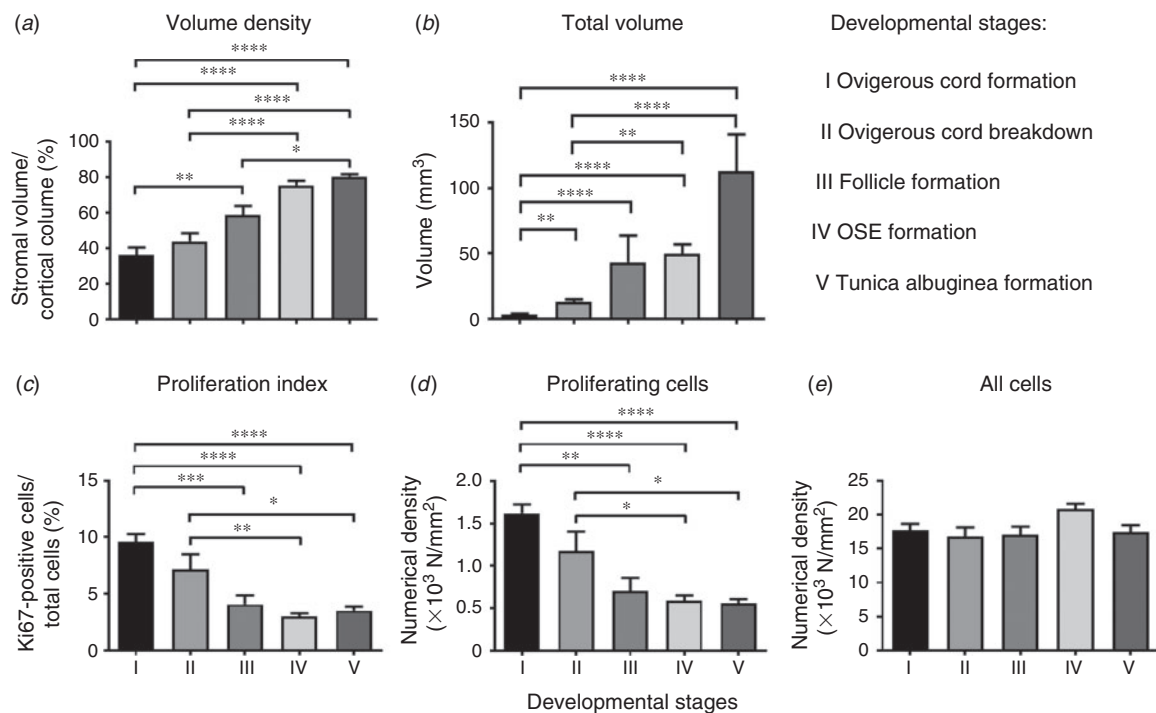 (a) Volume density
****
****
****
****
*
**
Stromal volume/
cortical column (%)
100
80
60
40
20
0
(b) Total volume
****
****
**
****
****
**
Volume (mm³)
150
100
50
0
Developmental stages:
I Ovigerous cord formation
II Ovigerous cord breakdown
III Follicle formation
IV OSE formation
V Tunica albuginea formation
(c) Proliferation index
****
****
***
*
**
Ki67-positive cells/
total cells (%)
15
10
5
0
I II III IV V
(d) Proliferating cells
****
****
**
*
*
Numerical density
(×10³ N/mm²)
2.0
1.5
1.0
0.5
0
I II III IV V
Developmental stages
(e) All cells
Numerical density
(×10³ N/mm²)
25
20
15
10
5
0
I II III IV V